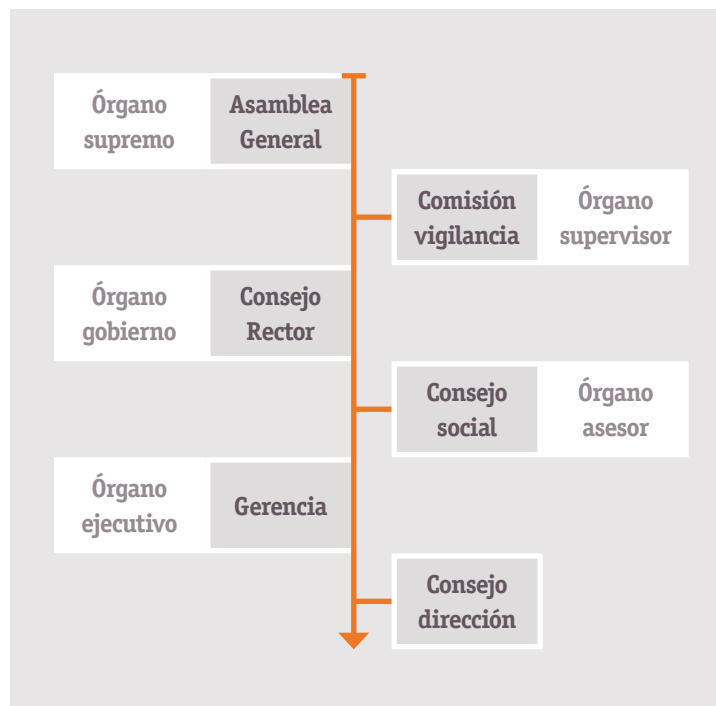 Órgano
supremo
Asamblea
General
Comisión
vigilancia
Órgano
supervisor
Órgano
gobierno
Consejo
Rector
Consejo
social
Órgano
asesor
Órgano
ejecutivo
Gerencia
Consejo
dirección